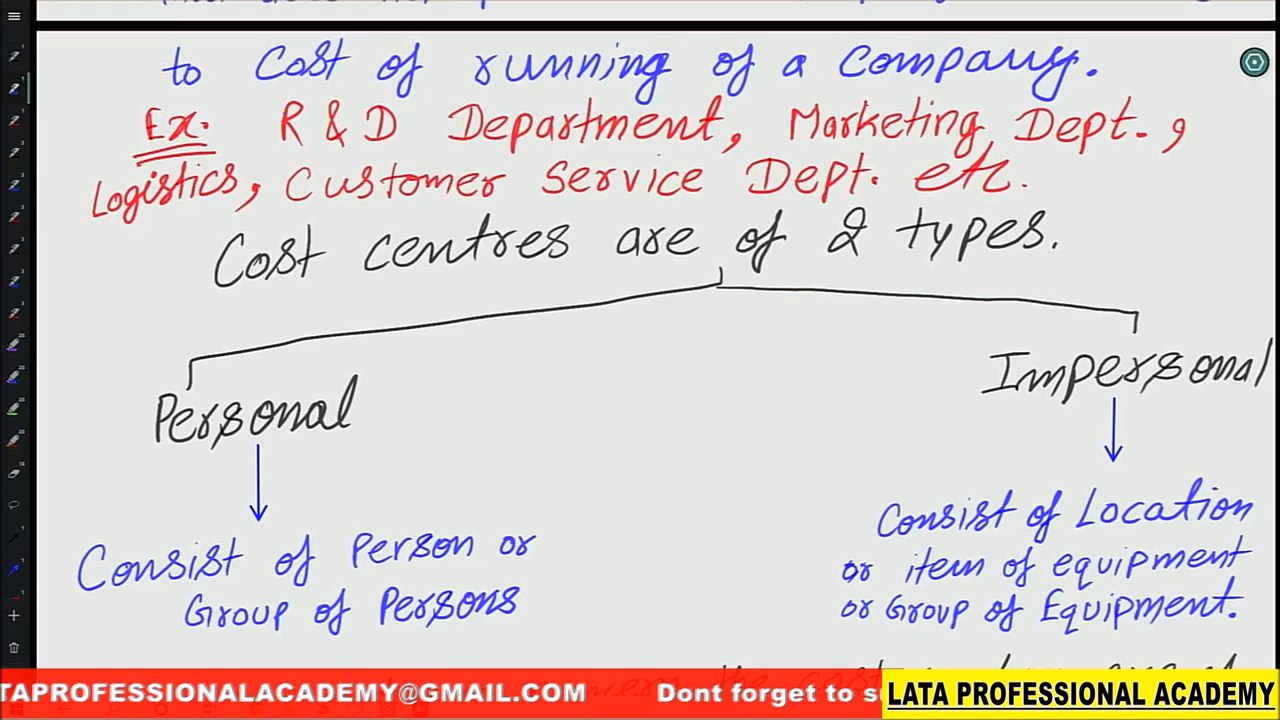 to Cost of running of a Company.
Ex. R & D Department, Marketing Dept.,
Logistics, Customer Service Dept. etc.
Cost centres are of 2 types.
Personal
Impersonal
Consist of Person or
Group of Persons
Consist of Location
or item of equipment
or Group of Equipment.
TAPROFESSIONALACADEMY@GMAIL.COM Dont forget to su
LATA PROFESSIONAL ACADEMY